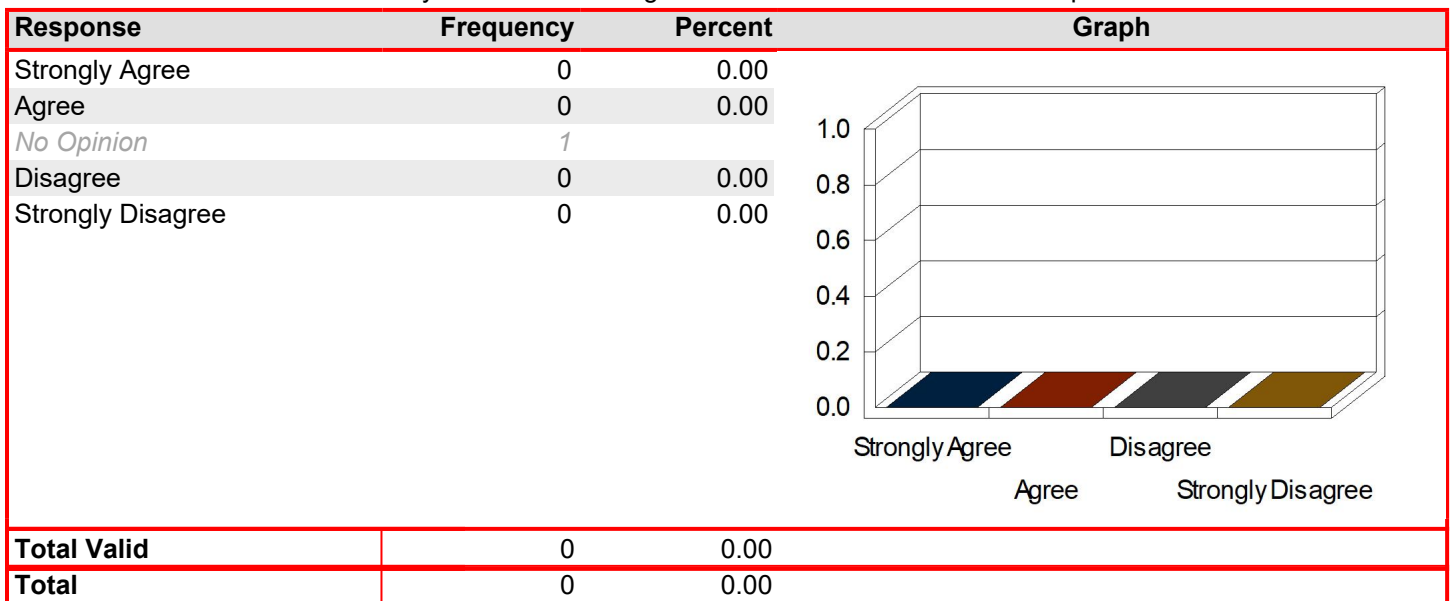 Response Frequency Percent Graph
Strongly Agree 0 0.00
Agree 0 0.00
No Opinion 1
Disagree 0 0.00
Strongly Disagree 0 0.00
1.0
0.8
0.6
0.4
0.2
0.0
Strongly Agree Disagree
Agree Strongly Disagree
Total Valid 0 0.00
Total 0 0.00